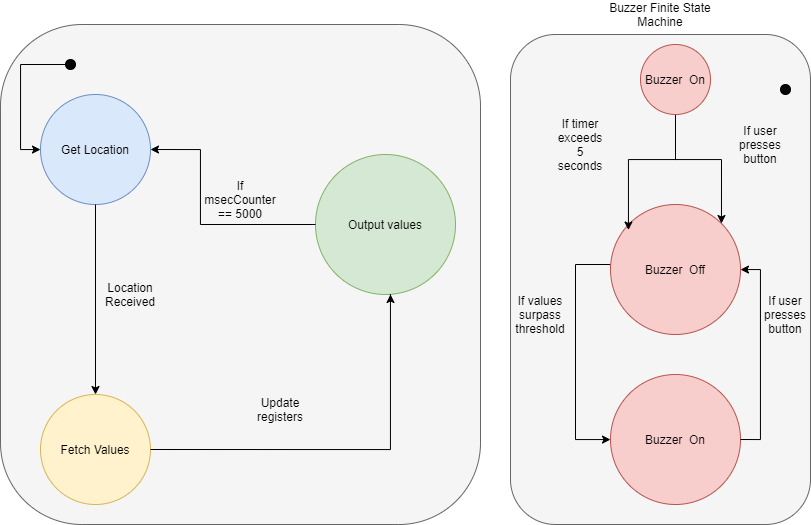 Buzzer Finite State
Machine
Get Location
If
msecCounter
== 5000
Output values
Location
Received
Update
registers
Fetch Values
Buzzer On
If timer
exceeds
5
seconds
If user
presses
button
Buzzer Off
If values
surpass
threshold
If user
presses
button
Buzzer On